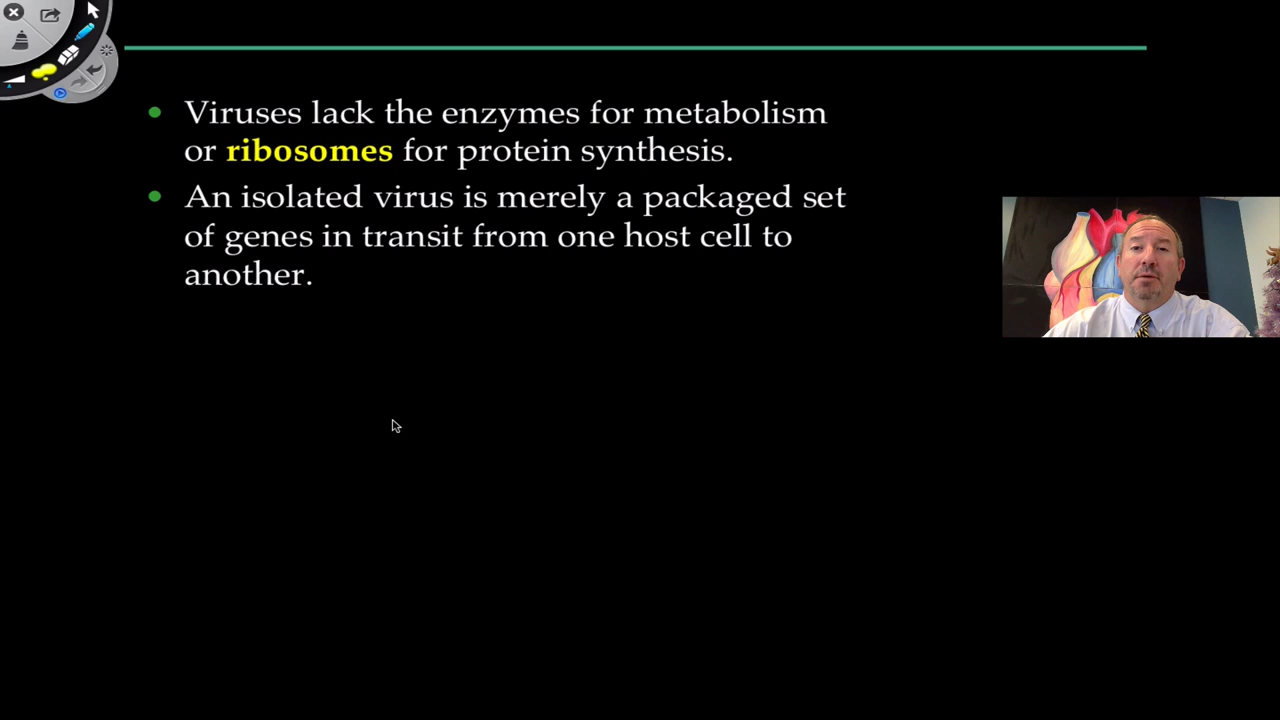 Viruses lack the enzymes for metabolism
or ribosomes for protein synthesis.
An isolated virus is merely a packaged set
of genes in transit from one host cell to
another.